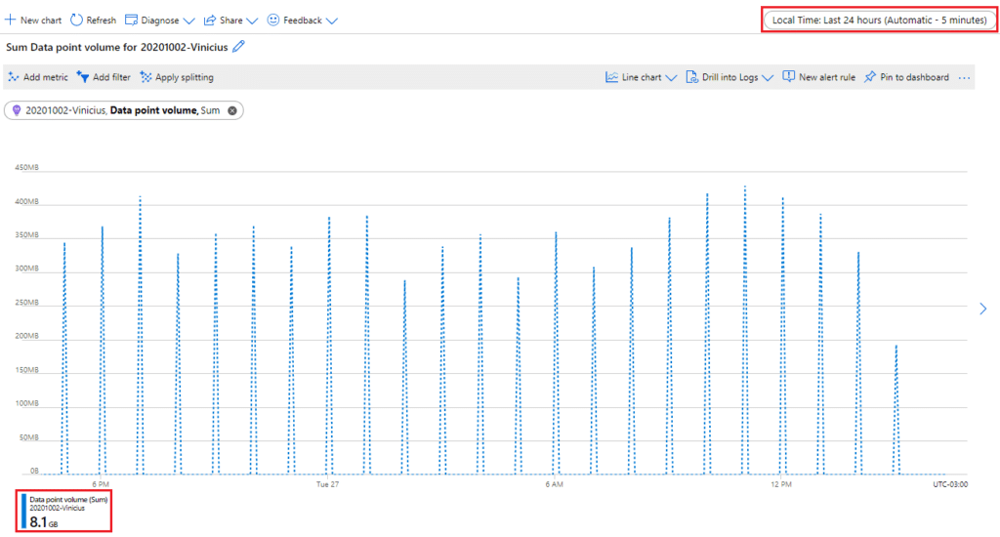 New chart Refresh Diagnose Share Feedback Local Time: Last 24 hours (Automatic - 5 minutes)
Sum Data point volume for 20201002-Vinicius
Add metric Add filter Apply splitting Line chart Drill into Logs New alert rule Pin to dashboard ...
20201002-Vinicius, Data point volume, Sum
450MB
400MB
350MB
300MB
250MB
200MB
150MB
100MB
50MB
0B
6 PM Tue 27 6 AM 12 PM UTC-03:00
Data point volume (Sum)
20201002-Vinicius
8.1 GB